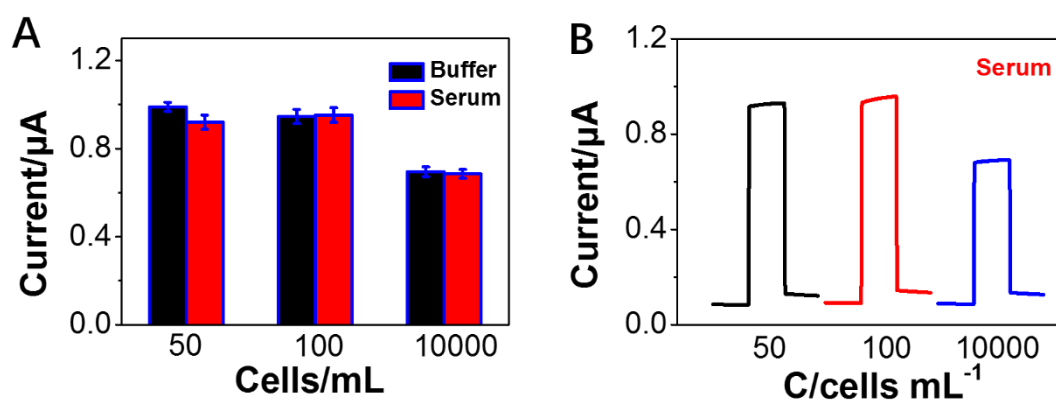 A
Current/µA
1.2
0.8
0.4
0.0
Buffer
Serum
50 100 10000
Cells/mL
B
Current/µA
1.2
0.8
0.4
0.0
Serum
50 100 10000
C/cells mL⁻¹